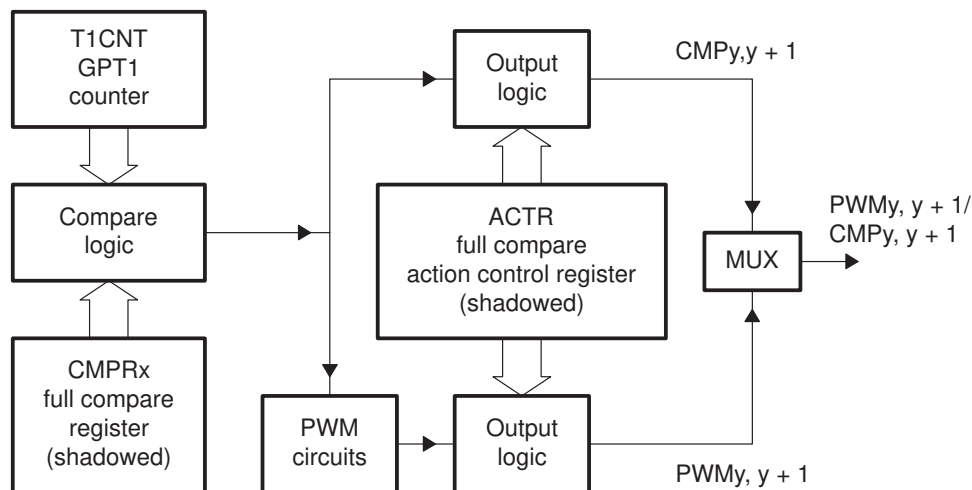 T1CNT
GPT1
counter
Compare
logic
CMPRx
full compare
register
(shadowed)
Output
logic
CMPy,y + 1
ACTR
full compare
action control register
(shadowed)
PWM
circuits
Output
logic
PWMy, y + 1
MUX
PWMy, y + 1/
CMPy, y + 1